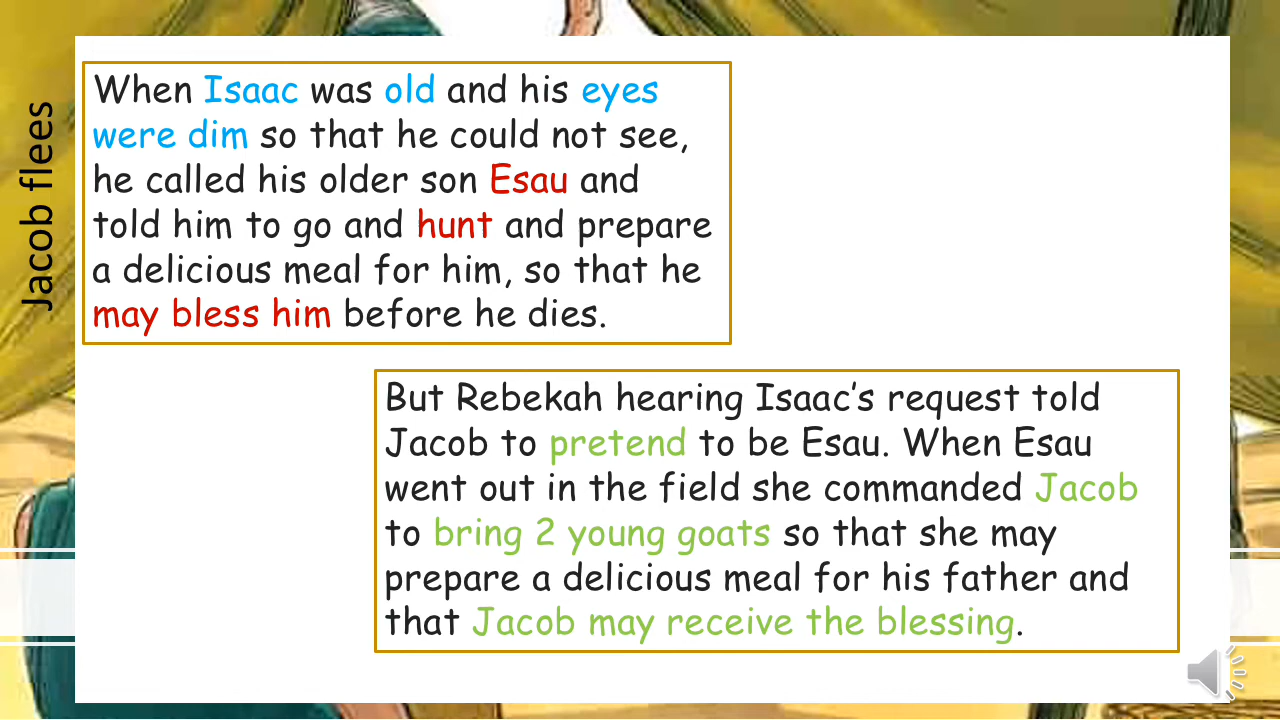 Jacob flees
When Isaac was old and his eyes
were dim so that he could not see,
he called his older son Esau and
told him to go and hunt and prepare
a delicious meal for him, so that he
may bless him before he dies.
But Rebekah hearing Isaac’s request told
Jacob to pretend to be Esau. When Esau
went out in the field she commanded Jacob
to bring 2 young goats so that she may
prepare a delicious meal for his father and
that Jacob may receive the blessing.